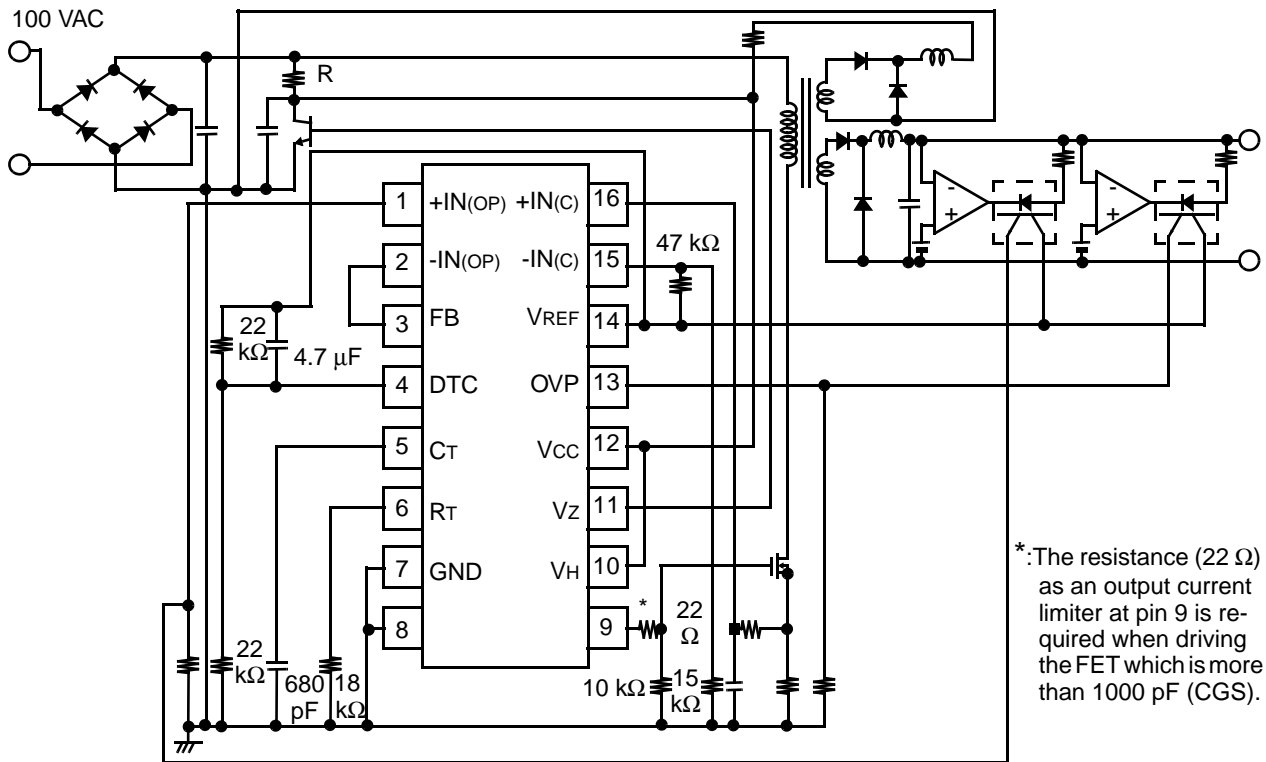 100 VAC
R
1 +IN(OP) +IN(C) 16
47 kΩ
2 -IN(OP) -IN(C) 15
22 kΩ
3 FB VREF 14
4.7 µF
4 DTC OVP 13
5 CT VCC 12
6 RT VZ 11
7 GND VH 10
8 9
*
22 Ω
22 kΩ
680 pF
18 kΩ
10 kΩ
15 kΩ
-
+
-
+
*:The resistance (22 Ω)
as an output current
limiter at pin 9 is re-
quired when driving
the FET which is more
than 1000 pF (CGS).